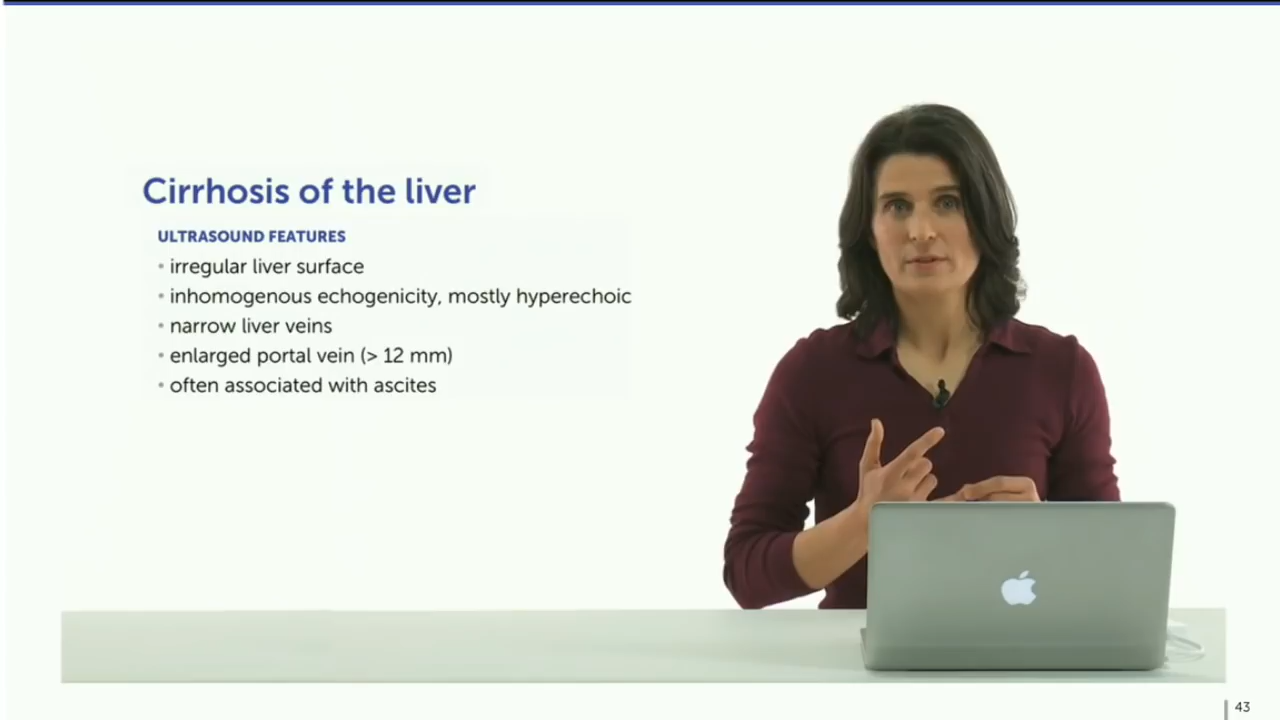 Cirrhosis of the liver
ULTRASOUND FEATURES
• irregular liver surface
• inhomogenous echogenicity, mostly hyperechoic
• narrow liver veins
• enlarged portal vein (> 12 mm)
• often associated with ascites
43